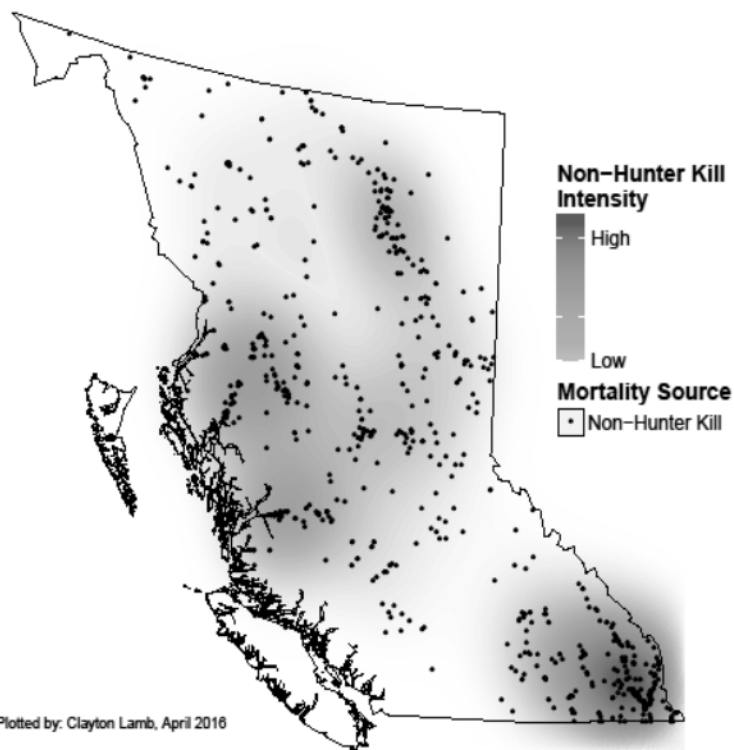 Non−Hunter Kill
Intensity
High
Low
Mortality Source
Non−Hunter Kill
Plotted by: Clayton Lamb, April 2016